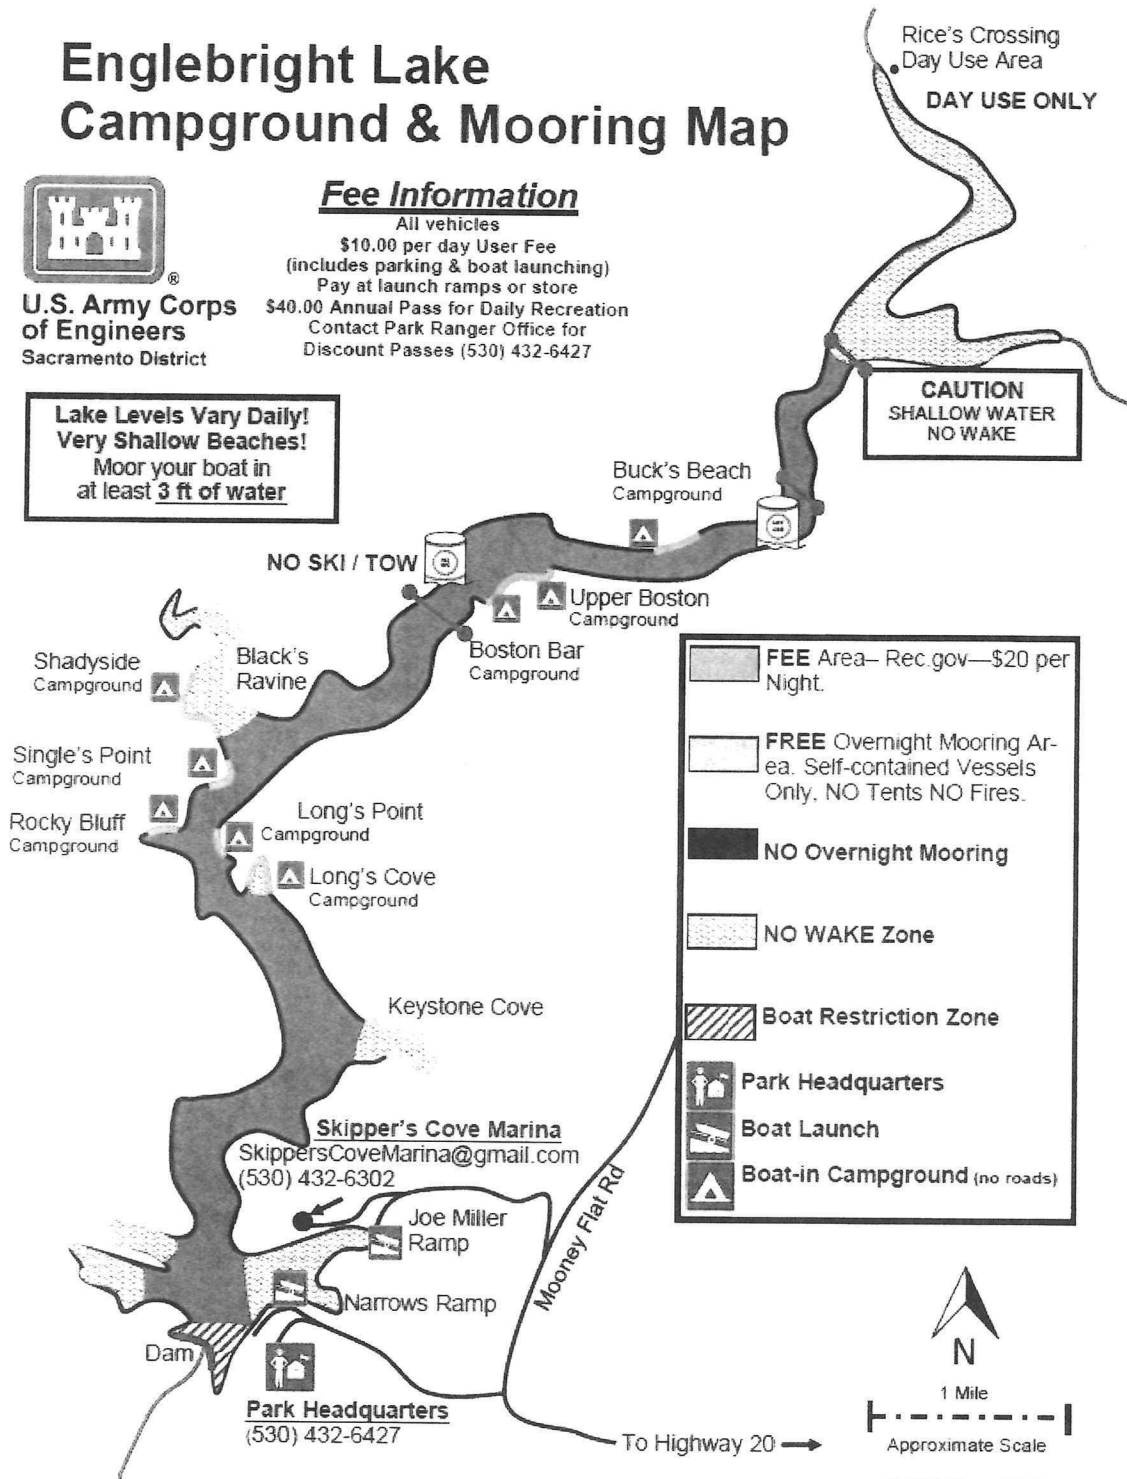 Englebright Lake
Campground & Mooring Map
Rice's Crossing
Day Use Area
DAY USE ONLY
®
U.S. Army Corps
of Engineers
Sacramento District
Fee Information
All vehicles
$10.00 per day User Fee
(includes parking & boat launching)
Pay at launch ramps or store
$40.00 Annual Pass for Daily Recreation
Contact Park Ranger Office for
Discount Passes (530) 432-6427
Lake Levels Vary Daily!
Very Shallow Beaches!
Moor your boat in
at least 3 ft of water
CAUTION
SHALLOW WATER
NO WAKE
Buck's Beach
Campground
NO SKI / TOW
Upper Boston
Campground
Boston Bar
Campground
Shadyside
Campground
Black's
Ravine
Single's Point
Campground
Rocky Bluff
Campground
Long's Point
Campground
Long's Cove
Campground
Keystone Cove
FEE Area– Rec.gov—$20 per
Night.
FREE Overnight Mooring Ar-
ea. Self-contained Vessels
Only, NO Tents NO Fires.
NO Overnight Mooring
NO WAKE Zone
Boat Restriction Zone
Park Headquarters
Boat Launch
Boat-in Campground (no roads)
Skipper's Cove Marina
SkippersCoveMarina@gmail.com
(530) 432-6302
Joe Miller
Ramp
Mooney Flat Rd
Narrows Ramp
Dam
Park Headquarters
(530) 432-6427
To Highway 20
N
1 Mile
Approximate Scale